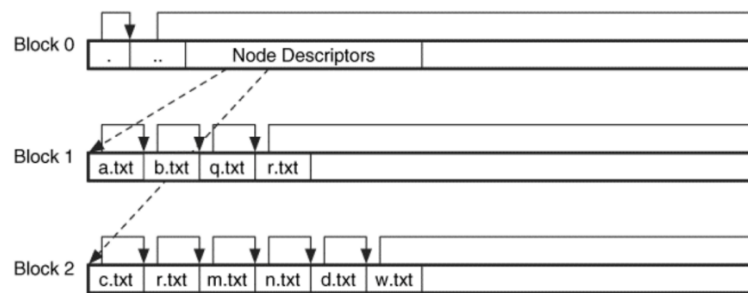 Block 0
. .. Node Descriptors
Block 1
a.txt b.txt q.txt r.txt
Block 2
c.txt r.txt m.txt n.txt d.txt w.txt